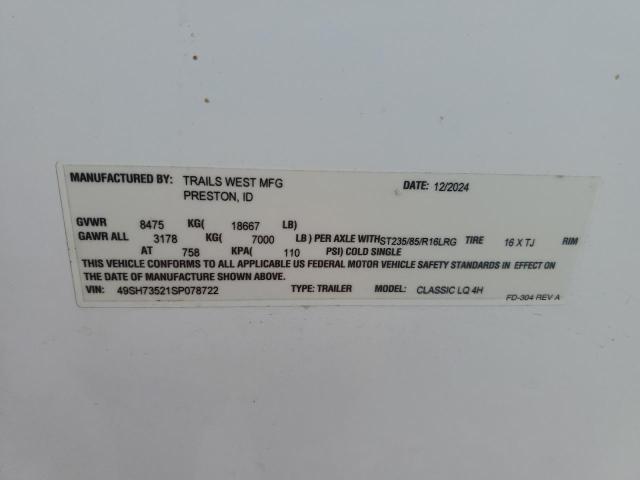 MANUFACTURED BY: TRAILS WEST MFG DATE: 12/2024
PRESTON, ID
GVWR 8475 KG( 18667 LB)
GAWR ALL 3178 KG( 7000 LB ) PER AXLE WITH ST235/85/R16LRG TIRE 16 X TJ RIM
AT 758 KPA( 110 PSI) COLD SINGLE
THIS VEHICLE CONFORMS TO ALL APPLICABLE US FEDERAL MOTOR VEHICLE SAFETY STANDARDS IN EFFECT ON
THE DATE OF MANUFACTURE SHOWN ABOVE.
VIN: 49SH73521SP078722 TYPE: TRAILER MODEL: CLASSIC LQ 4H
FD-304 REV A